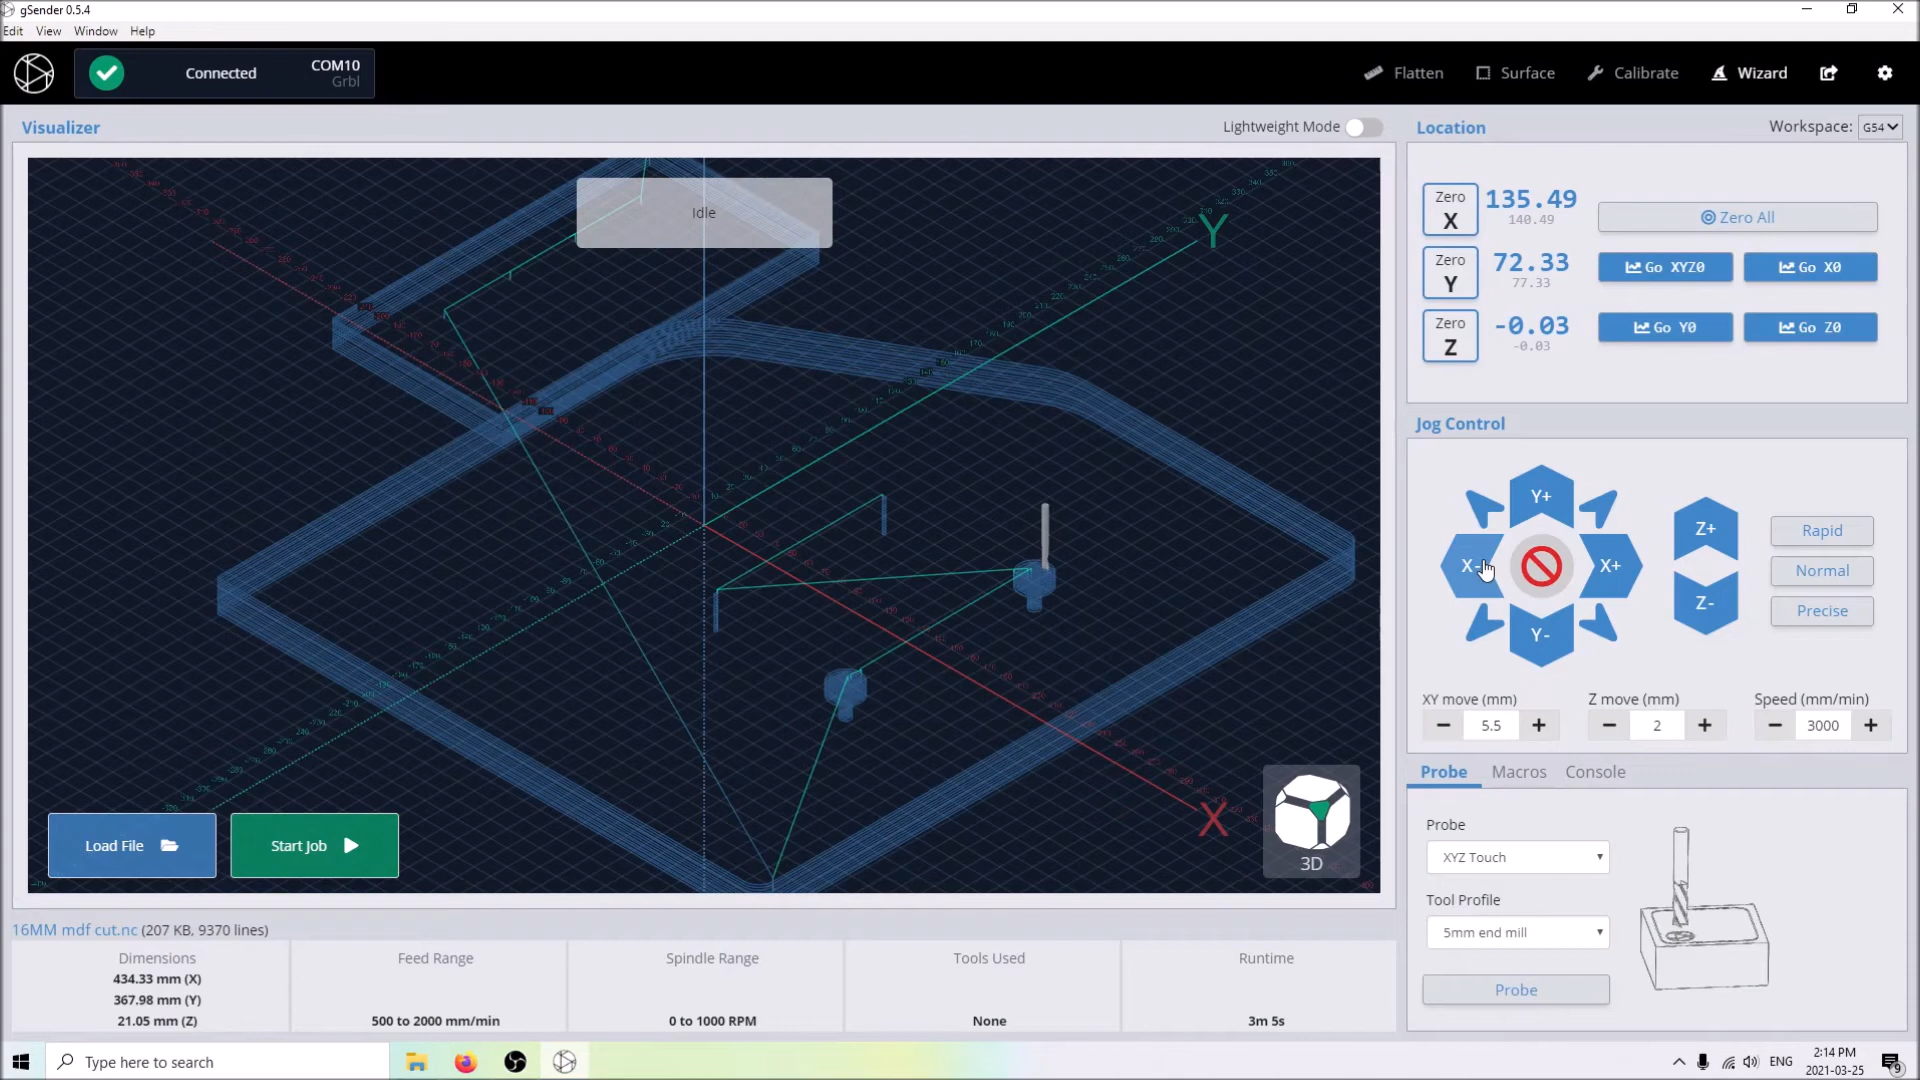 gSender 0.5.4
Edit View Window Help
Connected
COM10
Grbl
Flatten
Surface
Calibrate
Wizard
Visualizer
Lightweight Mode
Idle
Y
X
3D
Load File
Start Job
16MM mdf cut.nc (207 KB, 9370 lines)
Dimensions
434.33 mm (X)
367.98 mm (Y)
21.05 mm (Z)
Feed Range
500 to 2000 mm/min
Spindle Range
0 to 1000 RPM
Tools Used
None
Runtime
3m 5s
Location
Workspace: G54
Zero X
135.49
140.49
Zero All
Zero Y
72.33
77.33
Go XYZ0
Go X0
Zero Z
-0.03
-0.03
Go Y0
Go Z0
Jog Control
Y+
X-
X+
Y-
Z+
Z-
Rapid
Normal
Precise
XY move (mm)
5.5
Z move (mm)
2
Speed (mm/min)
3000
Probe Macros Console
Probe
XYZ Touch
Tool Profile
5mm end mill
Probe
Type here to search
ENG
2:14 PM
2021-03-25
9